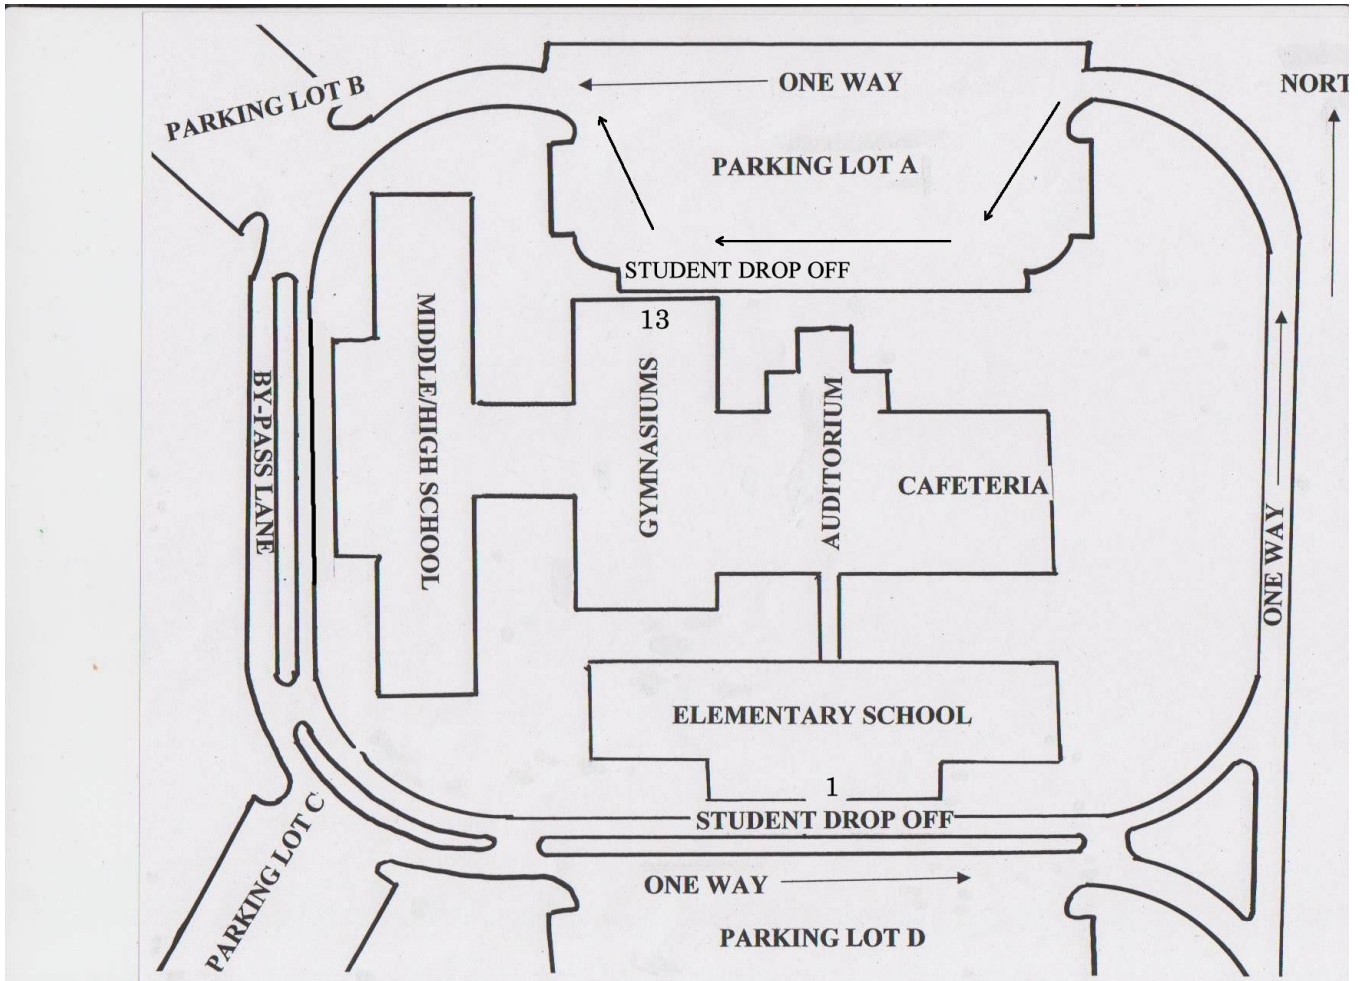 ONE WAY
NORT
PARKING LOT B
PARKING LOT A
STUDENT DROP OFF
13
MIDDLE/HIGH SCHOOL
GYMNASIUMS
AUDITORIUM
BY-PASS LANE
CAFETERIA
ONE WAY
ELEMENTARY SCHOOL
1
STUDENT DROP OFF
PARKING LOT C
ONE WAY
PARKING LOT D